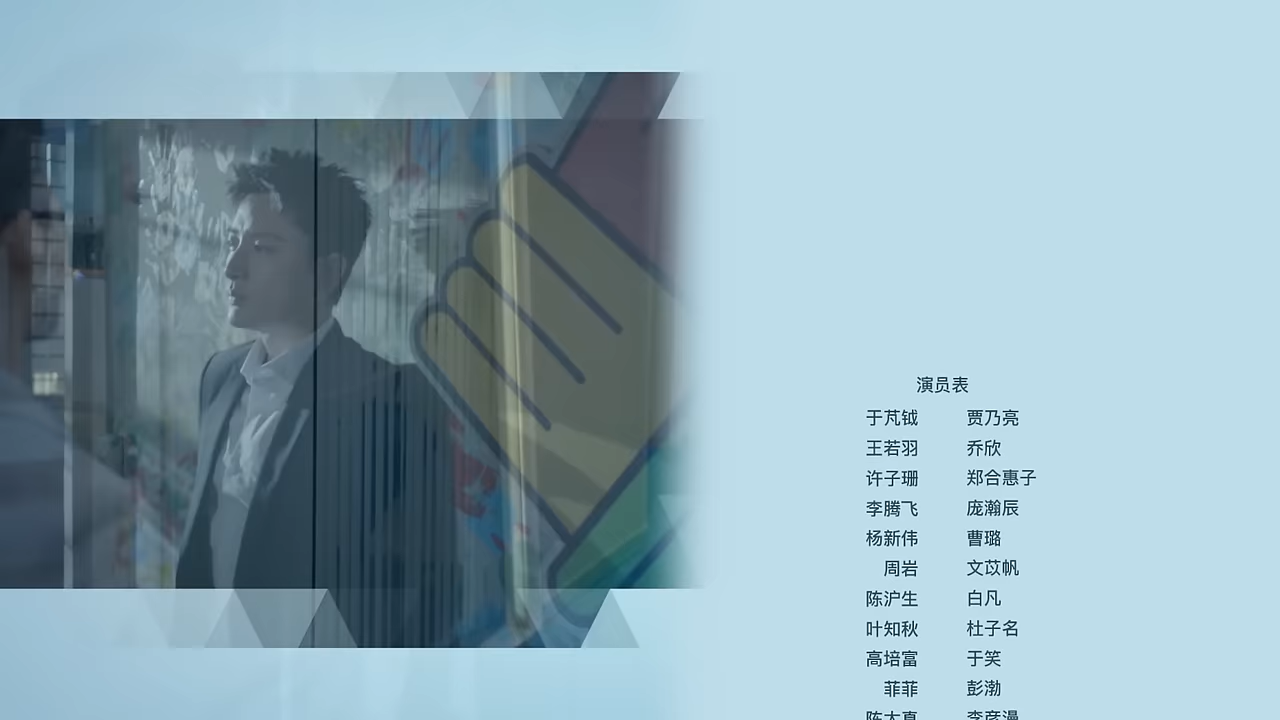 演员表
于芃钺 贾乃亮
王若羽 乔欣
许子珊 郑合惠子
李腾飞 庞瀚辰
杨新伟 曹璐
周岩 文苡帆
陈沪生 白凡
叶知秋 杜子名
高培富 于笑
菲菲 彭渤